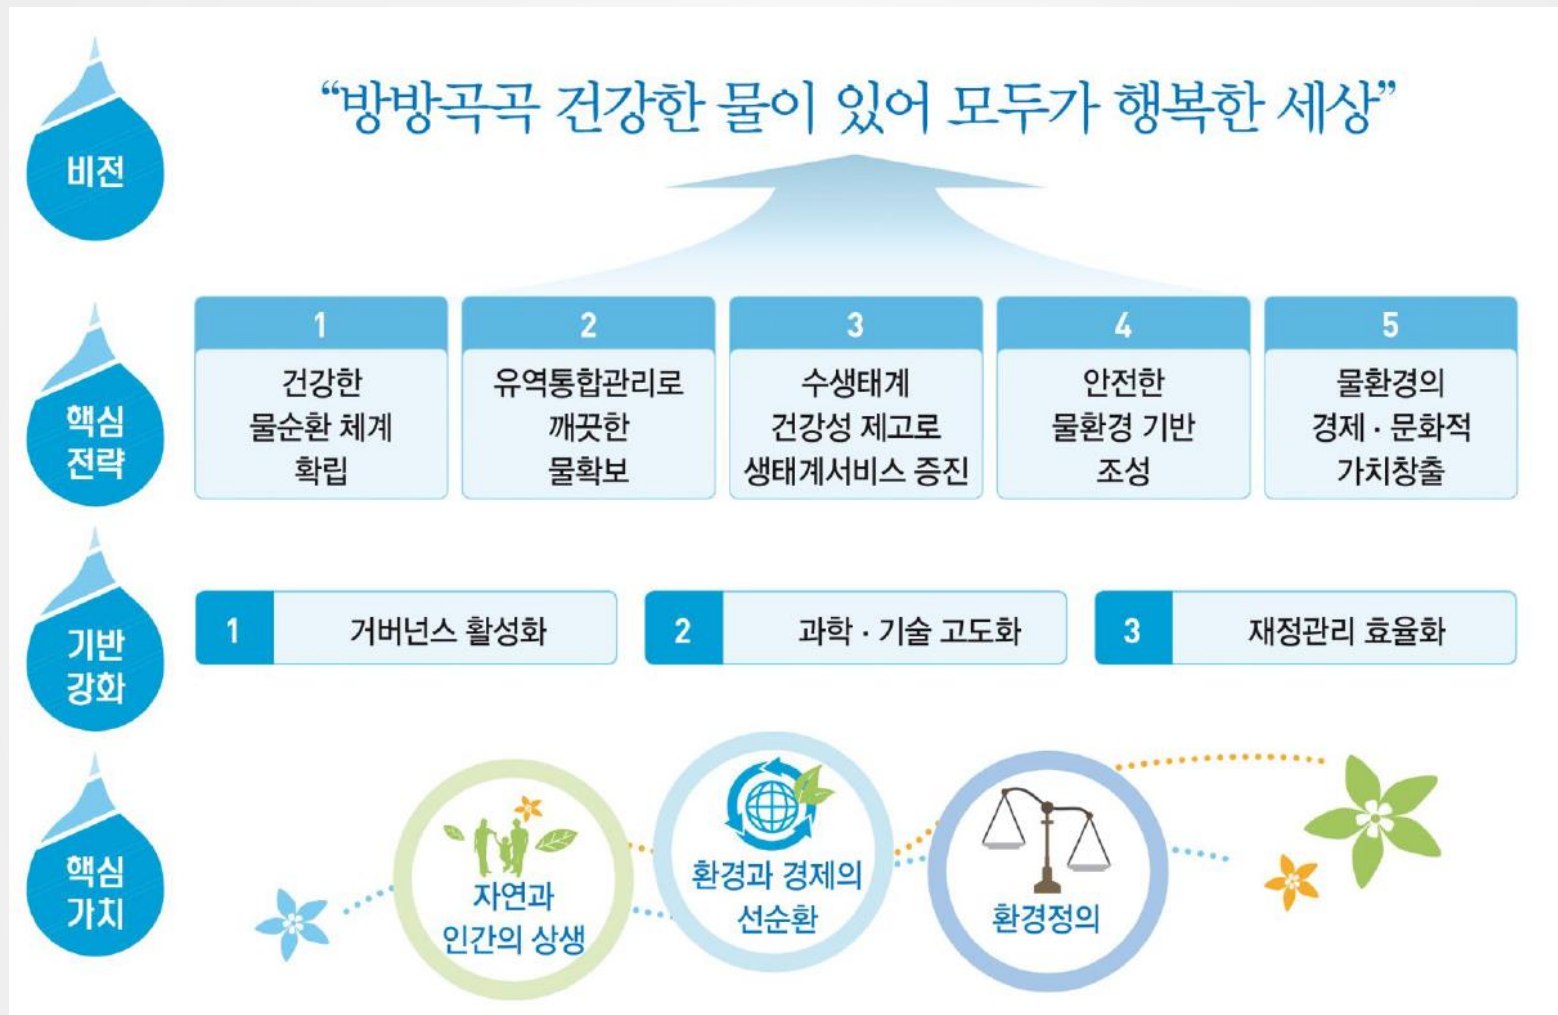 비전
“방방곡곡 건강한 물이 있어 모두가 행복한 세상”
핵심
전략
1
건강한
물순환 체계
확립
2
유역통합관리로
깨끗한
물확보
3
수생태계
건강성 제고로
생태계서비스 증진
4
안전한
물환경 기반
조성
5
물환경의
경제 · 문화적
가치창출
기반
강화
1 거버넌스 활성화
2 과학 · 기술 고도화
3 재정관리 효율화
핵심
가치
자연과
인간의 상생
환경과 경제의
선순환
환경정의